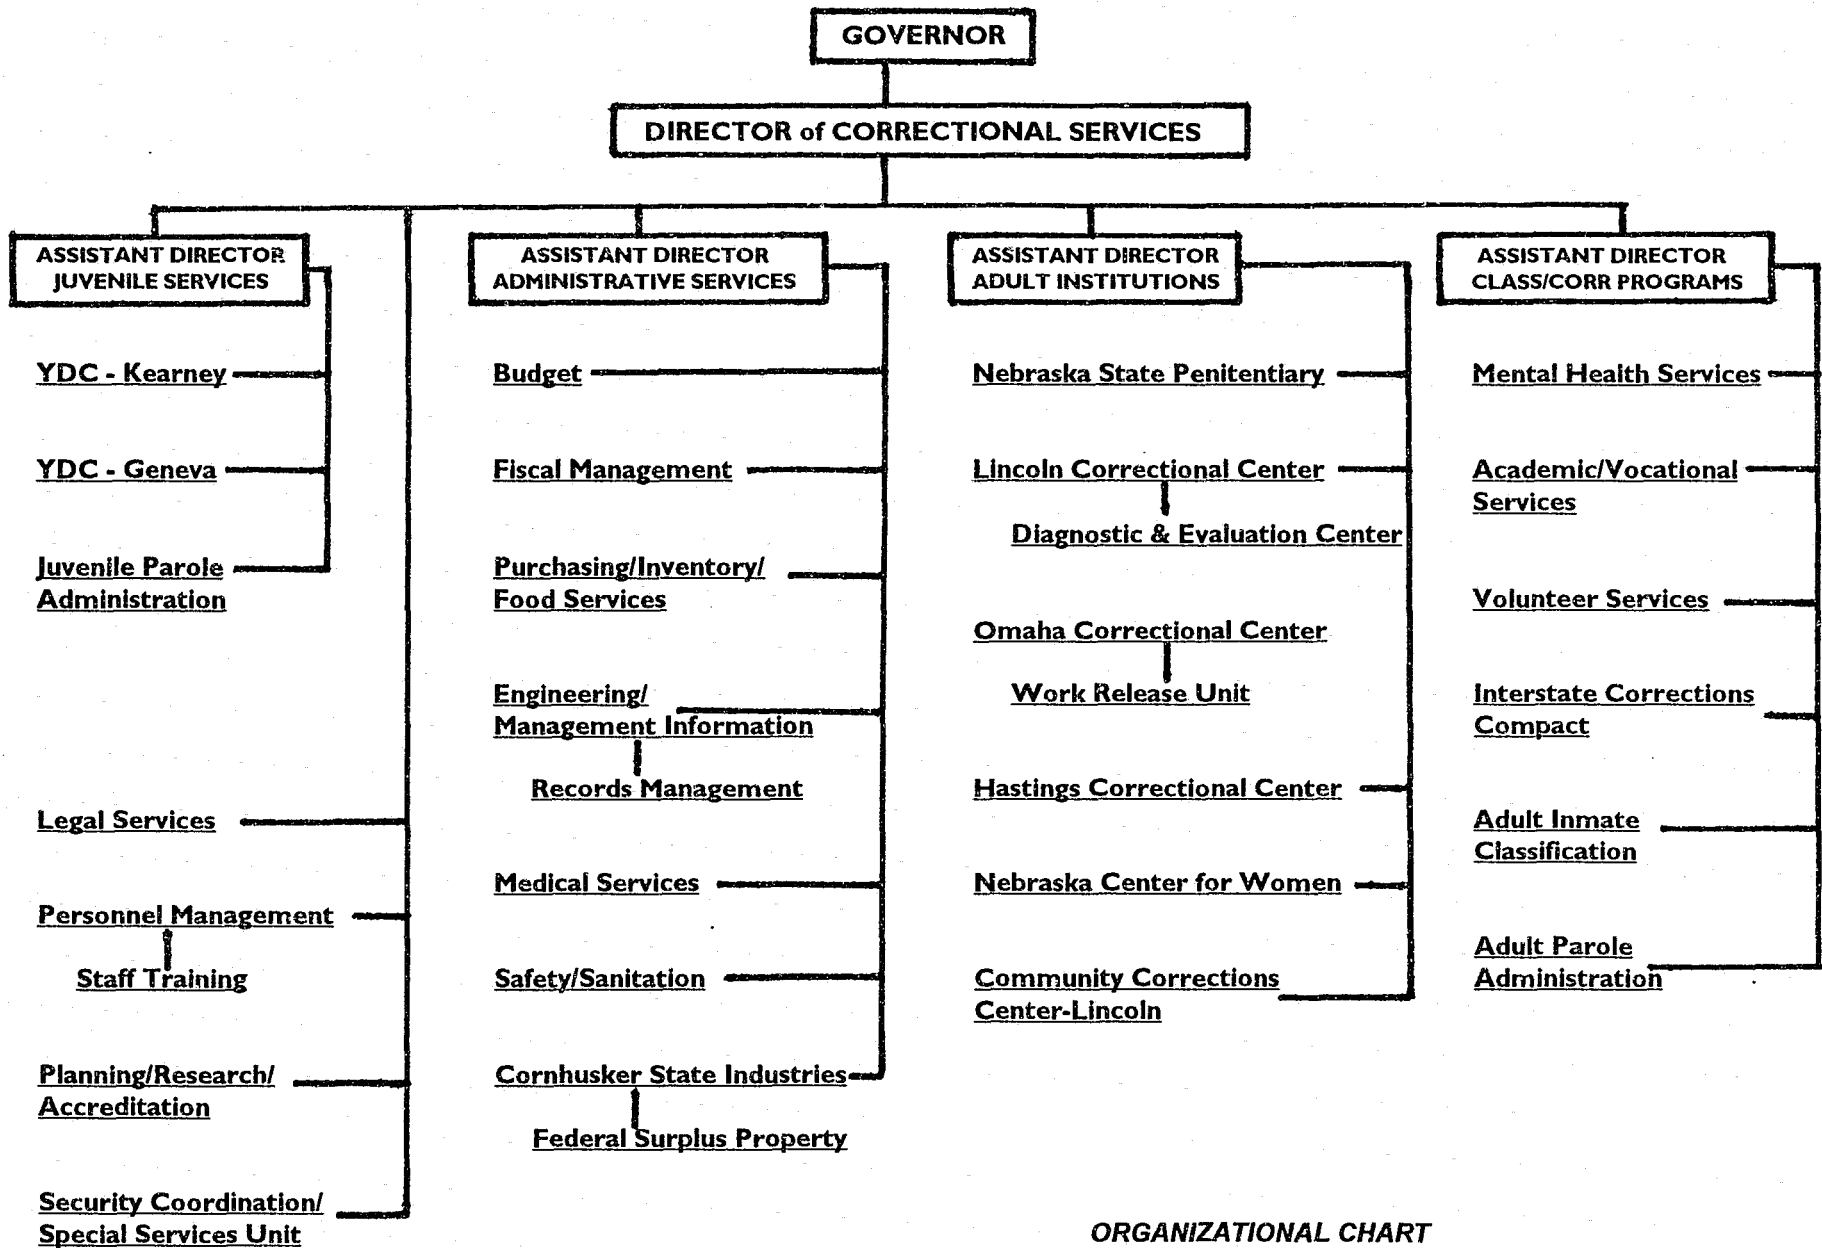 GOVERNOR
DIRECTOR of CORRECTIONAL SERVICES
ASSISTANT DIRECTOR
JUVENILE SERVICES
YDC - Kearney
YDC - Geneva
Juvenile Parole
Administration
Legal Services
Personnel Management
Staff Training
Planning/Research/
Accreditation
Security Coordination/
Special Services Unit
ASSISTANT DIRECTOR
ADMINISTRATIVE SERVICES
Budget
Fiscal Management
Purchasing/Inventory/
Food Services
Engineering/
Management Information
Records Management
Medical Services
Safety/Sanitation
Cornhusker State Industries
Federal Surplus Property
ASSISTANT DIRECTOR
ADULT INSTITUTIONS
Nebraska State Penitentiary
Lincoln Correctional Center
Diagnostic & Evaluation Center
Omaha Correctional Center
Work Release Unit
Hastings Correctional Center
Nebraska Center for Women
Community Corrections
Center-Lincoln
ASSISTANT DIRECTOR
CLASS/CORR PROGRAMS
Mental Health Services
Academic/Vocational
Services
Volunteer Services
Interstate Corrections
Compact
Adult Inmate
Classification
Adult Parole
Administration
ORGANIZATIONAL CHART